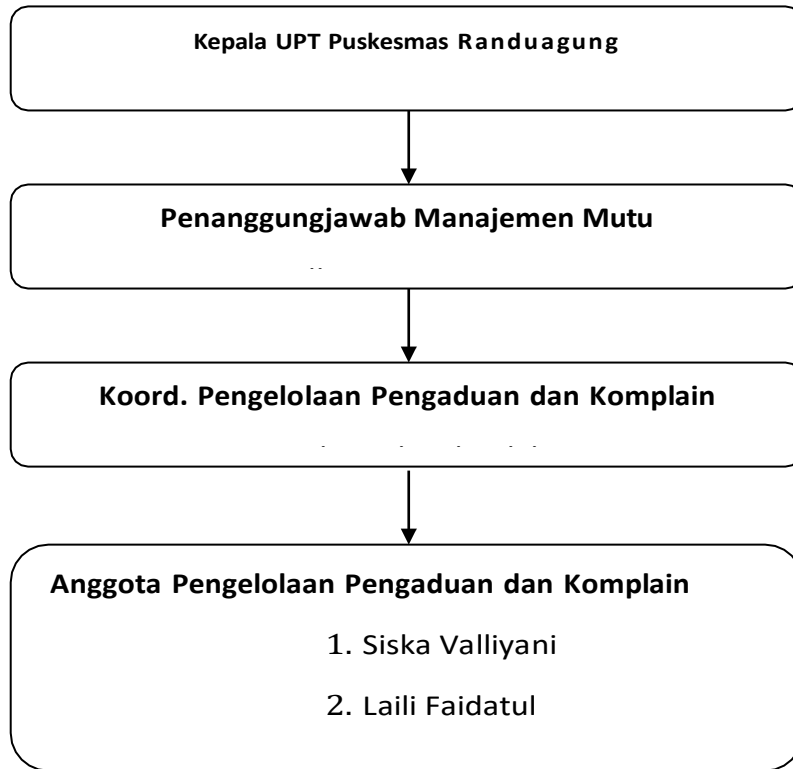 Kepala UPT Puskesmas Randuagung
Penanggungjawab Manajemen Mutu
Koord. Pengelolaan Pengaduan dan Komplain
Anggota Pengelolaan Pengaduan dan Komplain
1. Siska Valliyani
2. Laili Faidatul